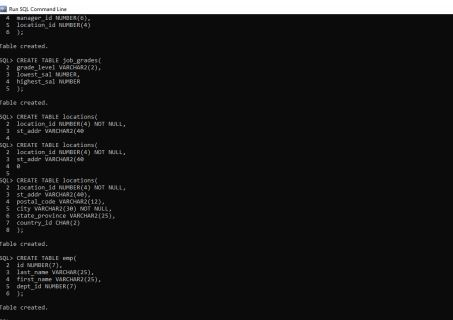 Run SQL Command Line
4 manager_id NUMBER(6),
5 location_id NUMBER(4)
6 );
Table created.
SQL> CREATE TABLE job_grades(
2 grade_level VARCHAR2(2),
3 lowest_sal NUMBER,
4 highest_sal NUMBER
5 );
Table created.
SQL> CREATE TABLE locations(
2 location_id NUMBER(4) NOT NULL,
3 st_addr VARCHAR2(40
4
SQL> CREATE TABLE locations(
2 location_id NUMBER(4) NOT NULL,
3 st_addr VARCHAR2(40
4 0
5
SQL> CREATE TABLE locations(
2 location_id NUMBER(4) NOT NULL,
3 st_addr VARCHAR2(40),
4 postal_code VARCHAR2(12),
5 city VARCHAR2(30) NOT NULL,
6 state_province VARCHAR2(25),
7 country_id CHAR(2)
8 );
Table created.
SQL> CREATE TABLE emp(
2 id NUMBER(7),
3 last_name VARCHAR(25),
4 first_name VARCHAR2(25),
5 dept_id NUMBER(7)
6 );
Table created.